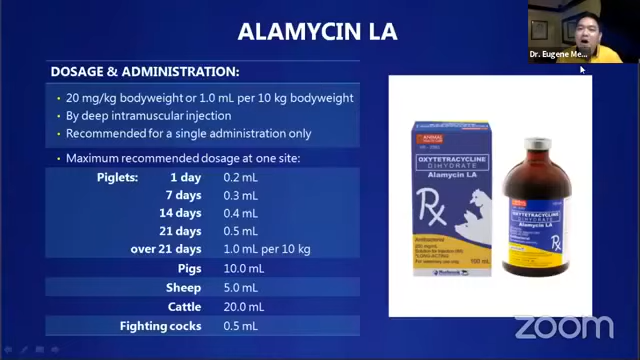 ALAMYCIN LA
Dr. Eugene Me...
DOSAGE & ADMINISTRATION:
• 20 mg/kg bodyweight or 1.0 mL per 10 kg bodyweight
• By deep intramuscular injection
• Recommended for a single administration only
• Maximum recommended dosage at one site:
Piglets: 1 day 0.2 mL
7 days 0.3 mL
14 days 0.4 mL
21 days 0.5 mL
over 21 days 1.0 mL per 10 kg
Pigs 10.0 mL
Sheep 5.0 mL
Cattle 20.0 mL
Fighting cocks 0.5 mL
OXYTETRACYCLINE
DIHYDRATE
Alamycin LA
Rx
Antibacterial
100 mL
Norbrook
OXYTETRACYCLINE
DIHYDRATE
Alamycin LA
Rx
zoom